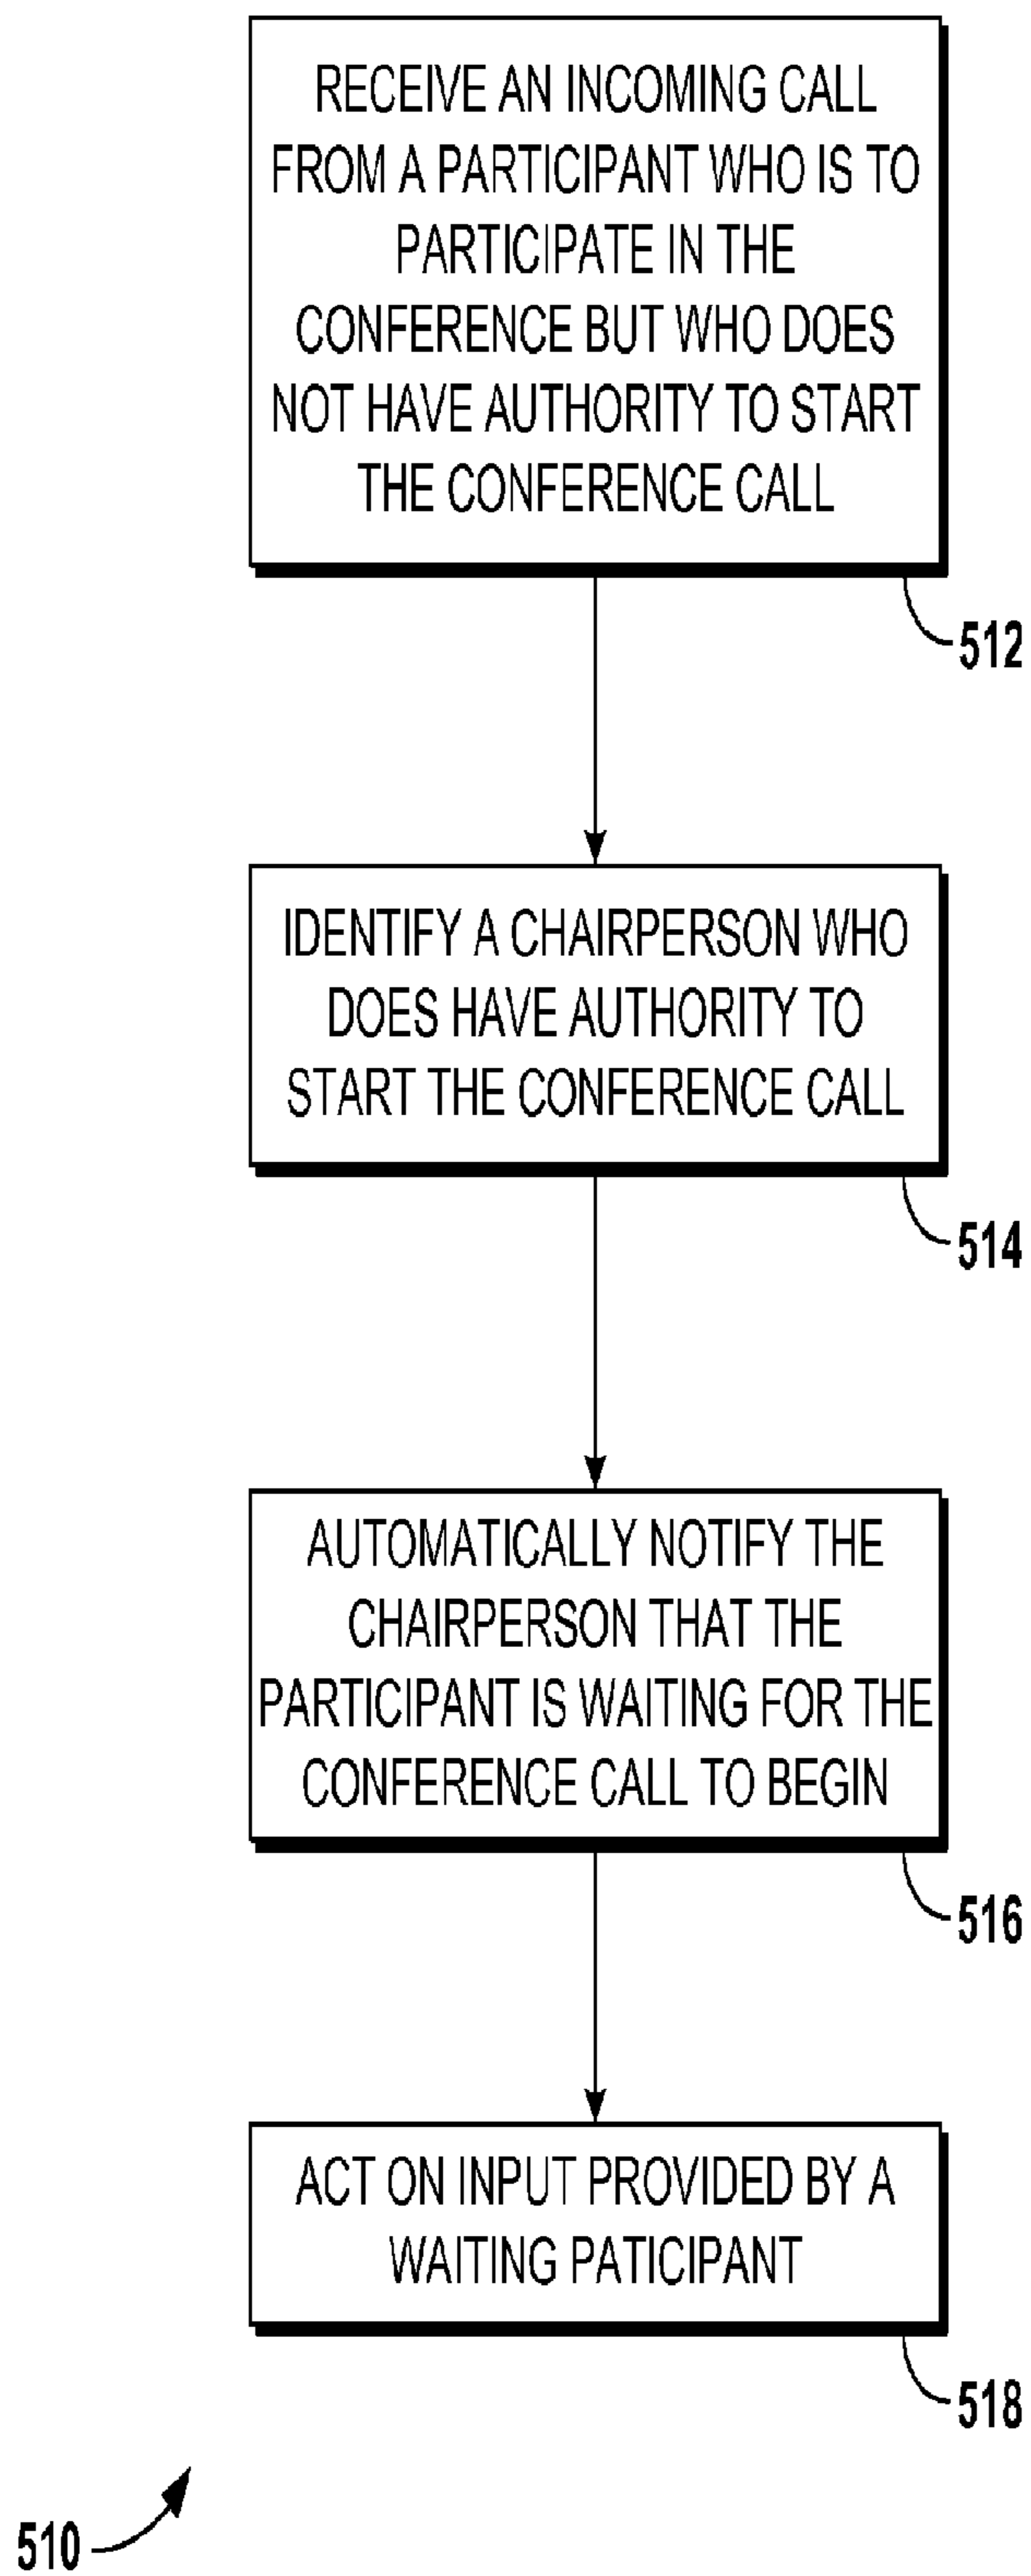 RECEIVE AN INCOMING CALL
FROM A PARTICIPANT WHO IS TO
PARTICIPATE IN THE
CONFERENCE BUT WHO DOES
NOT HAVE AUTHORITY TO START
THE CONFERENCE CALL
512
IDENTIFY A CHAIRPERSON WHO
DOES HAVE AUTHORITY TO
START THE CONFERENCE CALL
514
AUTOMATICALLY NOTIFY THE
CHAIRPERSON THAT THE
PARTICIPANT IS WAITING FOR THE
CONFERENCE CALL TO BEGIN
516
ACT ON INPUT PROVIDED BY A
WAITING PATICIPANT
518
510